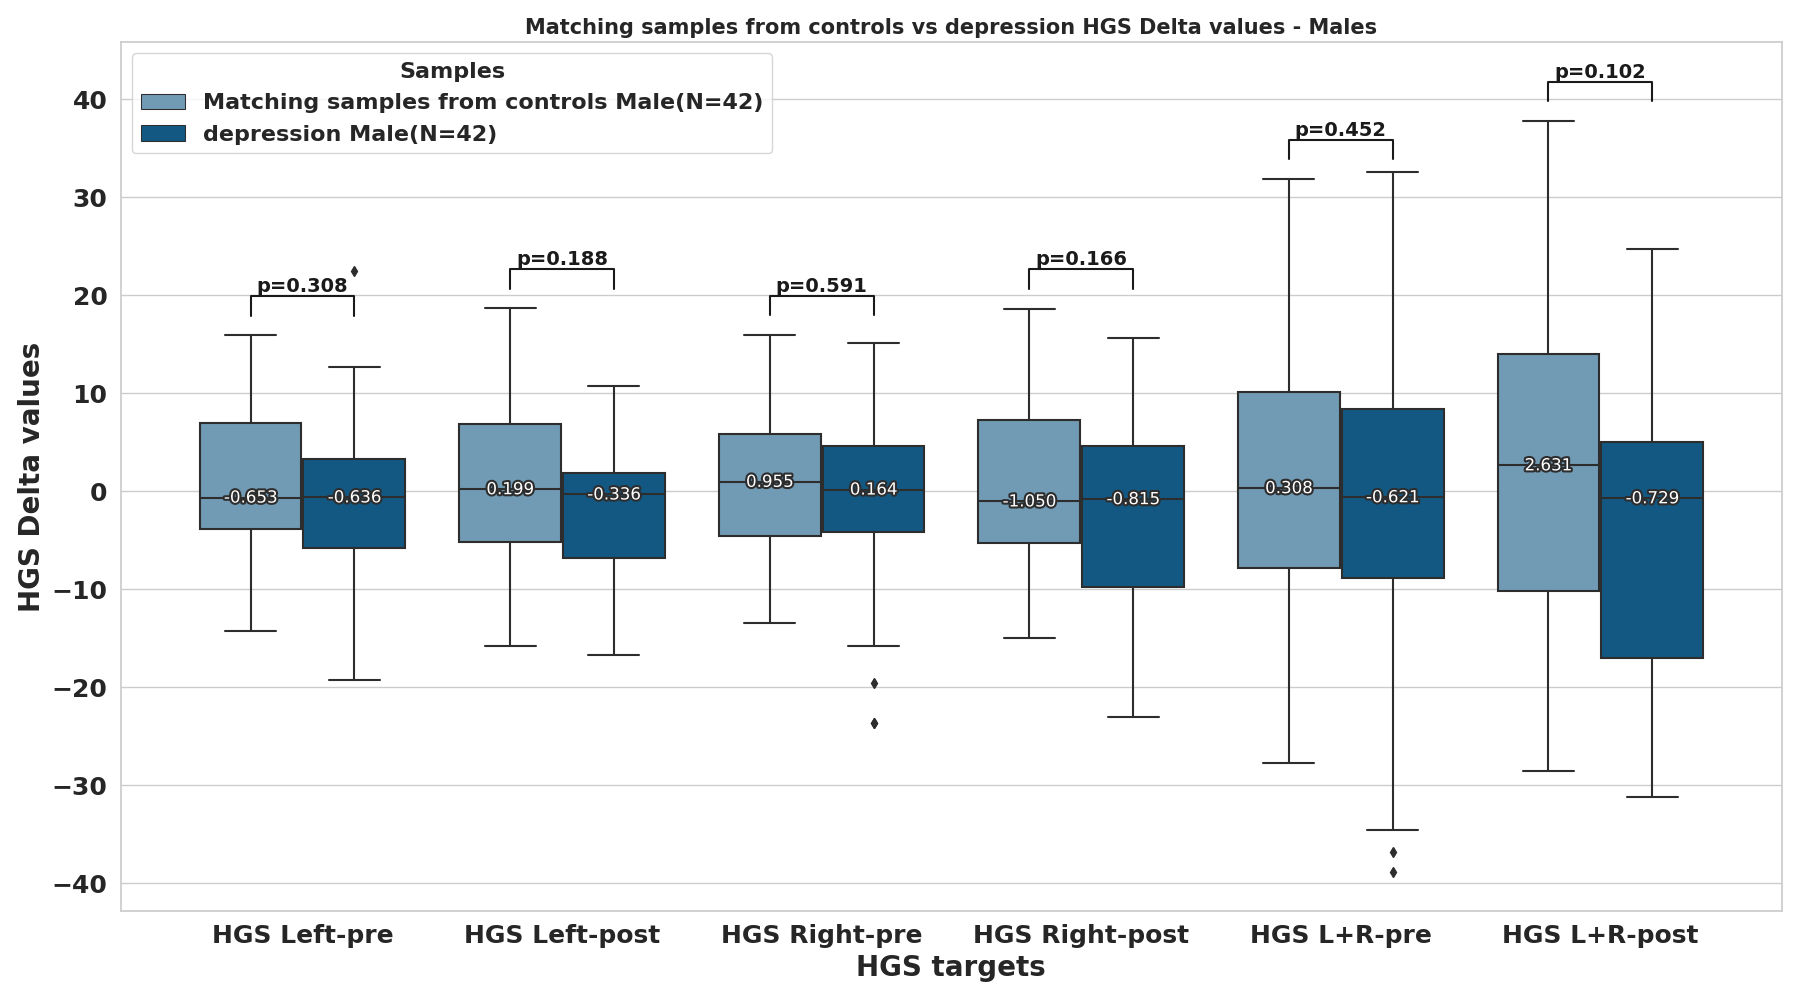 Matching samples from controls vs depression HGS Delta values - Males
Samples
Matching samples from controls Male(N=42)
depression Male(N=42)
p=0.102
p=0.452
p=0.188
p=0.166
p=0.308
p=0.591
40
30
20
10
0
−10
−20
−30
−40
HGS Delta values
-0.653
-0.636
0.199
-0.336
0.955
0.164
-1.050
-0.815
0.308
-0.621
2.631
-0.729
HGS Left-pre
HGS Left-post
HGS Right-pre
HGS Right-post
HGS L+R-pre
HGS L+R-post
HGS targets